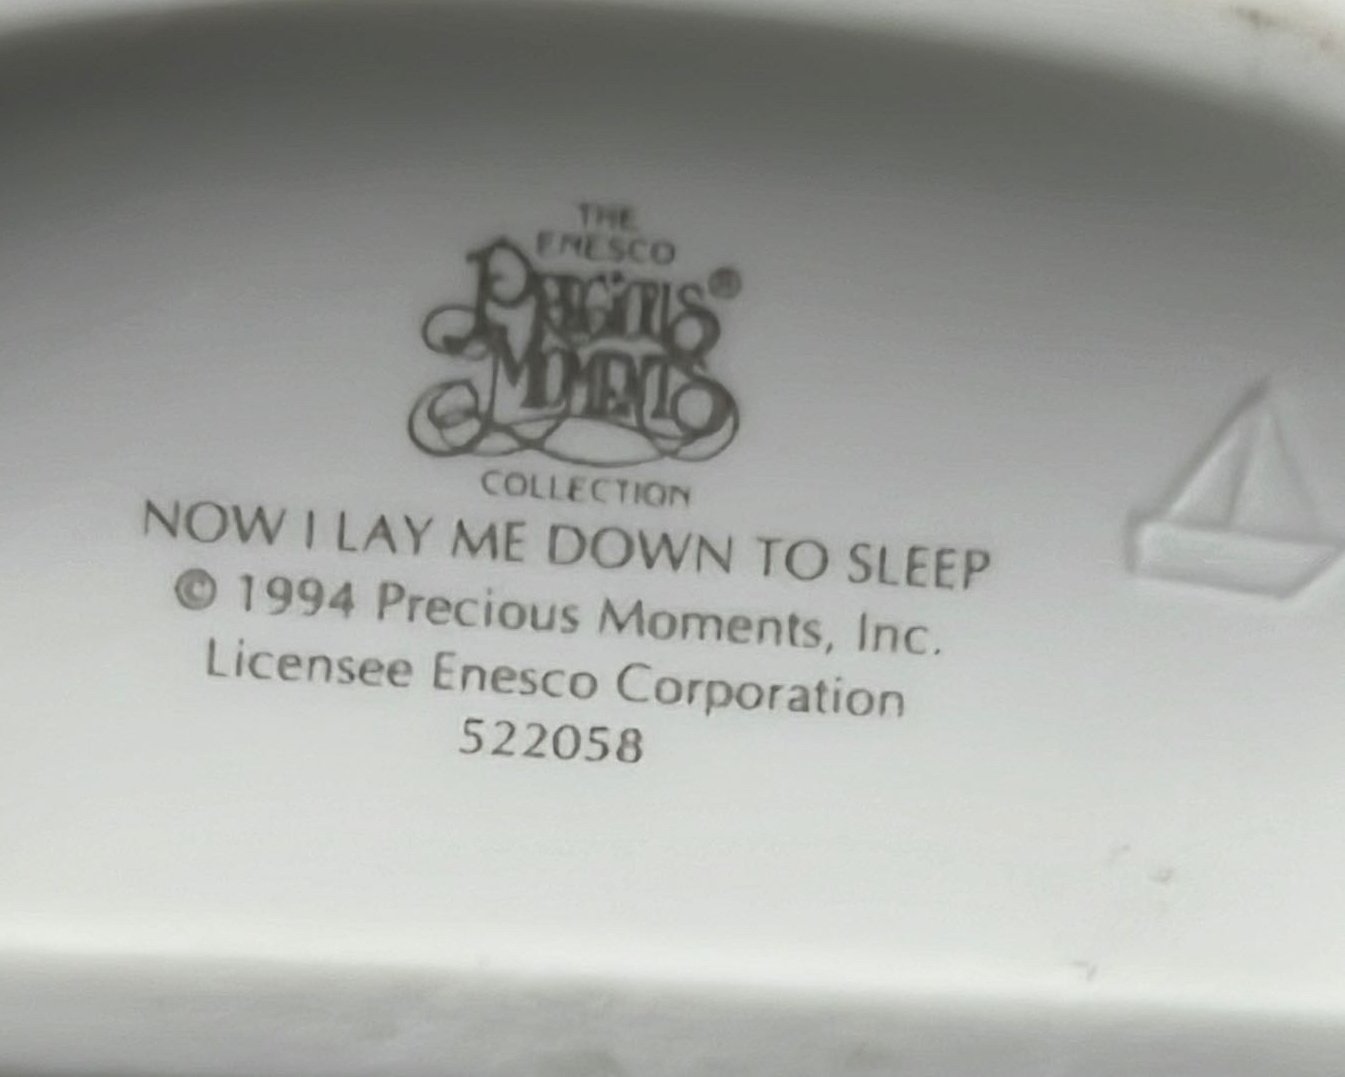 THE
ENESCO
PRECIOUS®
MOMENTS
COLLECTION
NOW I LAY ME DOWN TO SLEEP
© 1994 Precious Moments, Inc.
Licensee Enesco Corporation
522058